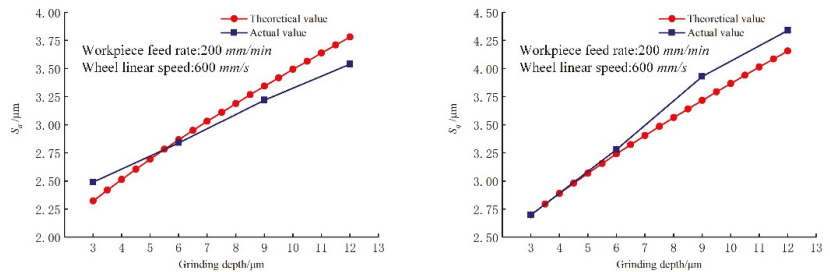 4.00
3.75
3.50
3.25
3.00
2.75
2.50
2.25
2.00
Sa /μm
Theoretical value
Actual value
Workpiece feed rate:200 mm/min
Wheel linear speed:600 mm/s
3 4 5 6 7 8 9 10 11 12 13
Grinding depth/μm
4.50
4.25
4.00
3.75
3.50
3.25
3.00
2.75
2.50
Sq /μm
Theoretical value
Actual value
Workpiece feed rate:200 mm/min
Wheel linear speed:600 mm/s
3 4 5 6 7 8 9 10 11 12 13
Grinding depth/μm